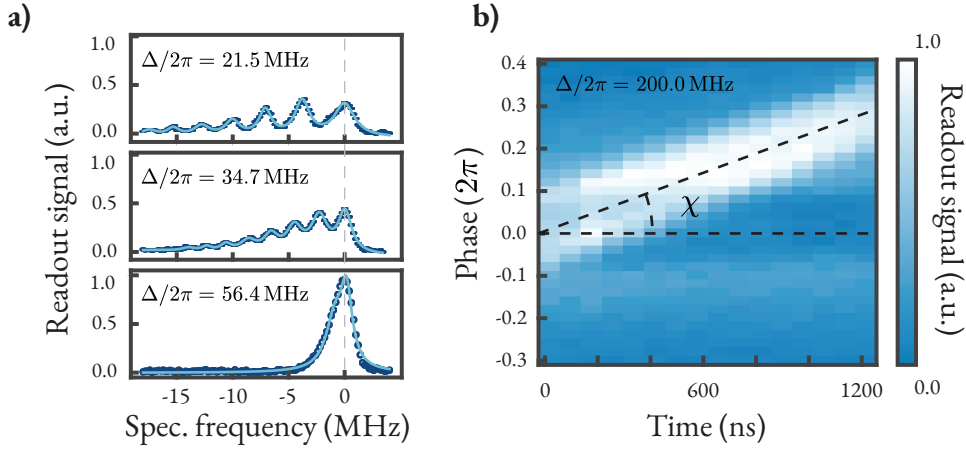 a)
Readout signal (a.u.)
1.0
0.5
0.0
Δ/2π = 21.5 MHz
1.0
0.5
0.0
Δ/2π = 34.7 MHz
1.0
0.5
0.0
Δ/2π = 56.4 MHz
-15 -10 -5 0
Spec. frequency (MHz)
b)
Phase (2π)
0.4
0.3
0.2
0.1
0.0
-0.1
-0.2
-0.3
Δ/2π = 200.0 MHz
χ
0 600 1200
Time (ns)
1.0
Readout signal (a.u.)
0.0